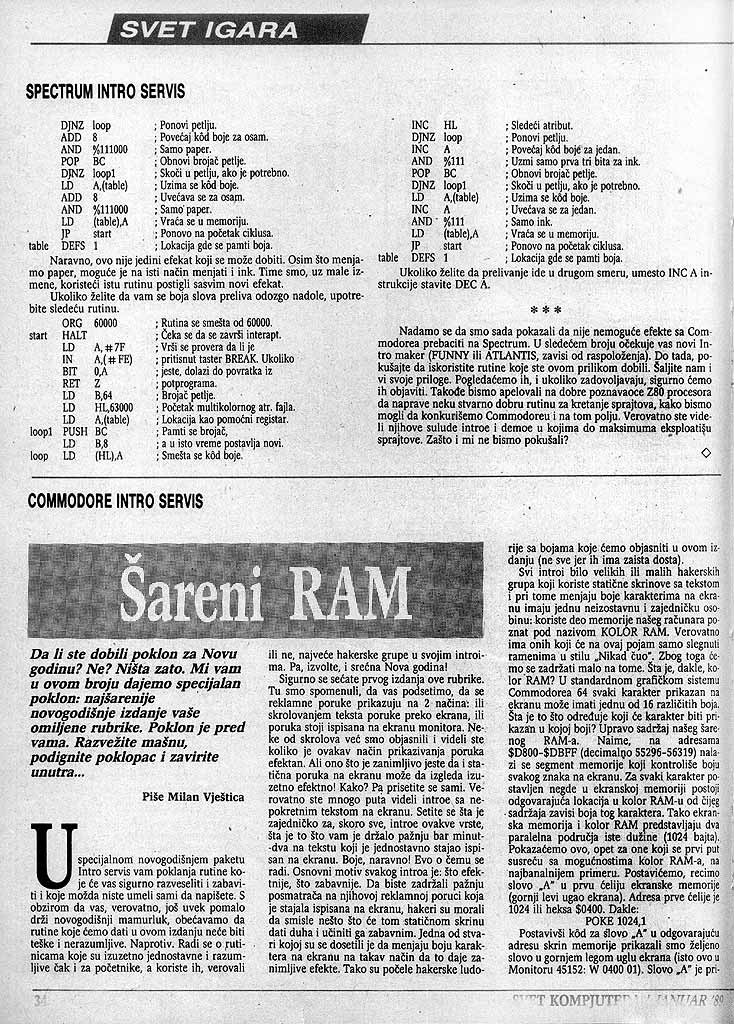 SVET IGARA
SPECTRUM INTRO SERVIS
DJNZ loop ; Ponovi petlju.
ADD 8 ; Povećaj kôd boje za osam.
AND %111000 ; Samo paper.
POP BC ; Obnovi brojač petlje.
DJNZ loop1 ; Skoči u petlju, ako je potrebno.
LD A,(table) ; Uzima se kôd boje.
ADD 8 ; Uvećava se za osam.
AND %111000 ; Samo paper.
LD (table),A ; Vraća se u memoriju.
JP start ; Ponovo na početak ciklusa.
table DEFS 1 ; Lokacija gde se pamti boja.
Naravno, ovo nije jedini efekat koji se može dobiti. Osim što menja-
mo paper, moguće je na isti način menjati i ink. Time smo, uz male iz-
mene, koristeći istu rutinu postigli sasvim novi efekat.
Ukoliko želite da vam se boja slova preliva odozgo nadole, upotre-
bite sledeću rutinu.
ORG 60000 ; Rutina se smešta od 60000.
start HALT ; Čeka se da se završi interapt.
LD A,#7F ; Vrši se provera da li je
IN A,(#FE) ; pritisnut taster BREAK. Ukoliko
BIT 0,A ; jeste, dolazi do povratka iz
RET Z ; potprograma.
LD B,64 ; Brojač petlje.
LD HL,63000 ; Početak multikolornog atr. fajla.
LD A,(table) ; Lokacija kao pomoćni registar.
loop1 PUSH BC ; Pamti se brojač,
LD B,8 ; a u isto vreme postavlja novi.
loop LD (HL),A ; Smešta se kôd boje.
INC HL ; Sledeći atribut.
DJNZ loop ; Ponovi petlju.
INC A ; Povećaj kôd boje za jedan.
AND %111 ; Uzmi samo prva tri bita za ink.
POP BC ; Obnovi brojač petlje.
DJNZ loop1 ; Skoči u petlju, ako je potrebno.
LD A,(table) ; Uzima se kôd boje.
INC A ; Uvećava se za jedan.
AND %111 ; Samo ink.
LD (table),A ; Vraća se u memoriju.
JP start ; Ponovo na početak ciklusa.
table DEFS 1 ; Lokacija gde se pamti boja.
Ukoliko želite da prelivanje ide u drugom smeru, umesto INC A in-
strukcije stavite DEC A.
* * *
Nadamo se da smo sada pokazali da nije nemoguće efekte sa Com-
modorea prebaciti na Spectrum. U sledećem broju očekuje vas novi In-
tro maker (FUNNY ili ATLANTIS, zavisi od raspoloženja). Do tada, po-
kušajte da iskoristite rutine koje ste ovom prilikom dobili. Šaljite nam i
vi svoje priloge. Pogledaćemo ih, i ukoliko zadovoljavaju, sigurno ćemo
ih objaviti. Takođe bismo apelovali na dobre poznavaoce Z80 procesora
da naprave neku stvarno dobru rutinu za kretanje sprajtova, kako bismo
mogli da konkurišemo Commodoreu i na tom polju. Verovatno ste vide-
li njihove sulude introe i demoe u kojima do maksimuma eksploatišu
sprajtove. Zašto i mi ne bismo pokušali?
COMMODORE INTRO SERVIS
Šareni RAM
Da li ste dobili poklon za Novu
godinu? Ne? Ništa zato. Mi vam
u ovom broju dajemo specijalan
poklon: najšarenije
novogodišnje izdanje vaše
omiljene rubrike. Poklon je pred
vama. Razvežite mašnu,
podignite poklopac i zavirite
unutra...
Piše Milan Vještica
U specijalnom novogodišnjem paketu
Intro servis vam poklanja rutine ko-
je će vas sigurno razveseliti i zabavi-
ti i koje možda niste umeli sami da napišete. S
obzirom da vas, verovatno, još uvek pomalo
drži novogodišnji mamurluk, obećavamo da
rutine koje ćemo dati u ovom izdanju neće biti
teške i nerazumljive. Naprotiv. Radi se o ruti-
nicama koje su izuzetno jednostavne i razum-
ljive čak i za početnike, a koriste ih, verovali
ili ne, najveće hakerske grupe u svojim introi-
ma. Pa, izvolte, i srećna Nova godina!
Sigurno se sećate prvog izdanja ove rubrike.
Tu smo spomenuli, da vas podsetimo, da se
reklamne poruke prikazuju na 2 načina: ili
skrolovanjem teksta poruke preko ekrana, ili
poruka stoji ispisana na ekranu monitora. Ne-
ke od skrolova već smo objasnili i videli ste
koliko je ovakav način prikazivanja poruka
efektan. Ali ono što je zanimljivo jeste da i sta-
tična poruka na ekranu može da izgleda izu-
zetno efektno! Kako? Pa prisetite se sami. Ve-
rovatno ste mnogo puta videli introe sa ne-
pokretnim tekstom na ekranu. Setite se šta je
zajedničko za, skoro sve, introe ovakve vrste,
šta je to što vam je držalo pažnju bar minut-
-dva na tekstu koji je jednostavno stajao ispi-
san na ekranu. Boje, naravno! Evo o čemu se
radi. Osnovni motiv svakog introa je: što efek-
tnije, što zabavnije. Da biste zadržali pažnju
posmatrača na njihovoj reklamnoj poruci koja
je stajala ispisana na ekranu, hakeri su morali
da smisle nešto što će tom statičnom skrinu
dati duha i učiniti ga zabavnim. Jedna od stva-
ri kojoj su se dosetili je da menjaju boju karak-
tera na ekranu na takav način da to daje za-
nimljive efekte. Tako su počele hakerske ludo-
rije sa bojama koje ćemo objasniti u ovom iz-
danju (ne sve jer ih ima zaista dosta).
Svi introi bilo velikih ili malih hakerskih
grupa koji koriste statične skrinove sa tekstom
i pri tome menjaju boje karakterima na ekra-
nu imaju jednu neizostavnu i zajedničku oso-
binu: koriste deo memorije našeg računara po-
znat pod nazivom KOLOR RAM. Verovatno
ima onih koji će na ovaj pojam samo slegnuti
ramenima u stilu „Nikad čuo". Zbog toga će-
mo se zadržati malo na tome. Šta je, dakle, ko-
lor RAM? U standardnom grafičkom sistemu
Commodorea 64 svaki karakter prikazan na
ekranu može imati jednu od 16 različitih boja.
Šta je to što određuje koji će karakter biti pri-
kazan u kojoj boji? Upravo sadržaj našeg šare-
nog RAM-a. Naime, na adresama
$D800-$DBFF (decimalno 55296-56319) nala-
zi se segment memorije koji kontroliše boju
svakog znaka na ekranu. Za svaki karakter po-
stavljen negde u ekranskoj memoriji postoji
odgovarajuća lokacija u kolor RAM-u od čijeg
sadržaja zavisi boja tog karaktera. Tako ekran-
ska memorija i kolor RAM predstavljaju dva
paralelna područja iste dužine (1024 bajta).
Pokazaćemo ovo, opet za one koji se prvi put
susreću sa mogućnostima kolor RAM-a, na
najbanalnijem primeru. Postavićemo, recimo
slovo „A" u prvu ćeliju ekranske memorije
(gornji levi ugao ekrana). Adresa prve ćelije je
1024 ili heksa $0400. Dakle:
POKE 1024,1
Postavivši kôd za slovo „A" u odgovarajuću
adresu skrin memorije prikazali smo željeno
slovo u gornjem legom uglu ekrana (isto ovo u
Monitoru 45152: W 0400 01). Slovo „A" je pri-
34
SVET KOMPJUTERA / JANUAR '89